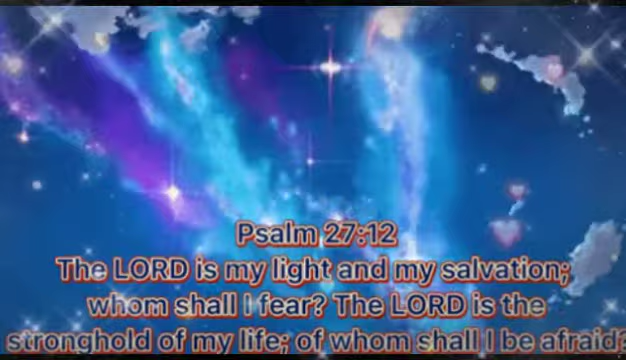 Psalm 27:12
The LORD is my light and my salvation;
whom shall I fear? The LORD is the
stronghold of my life; of whom shall I be afraid?